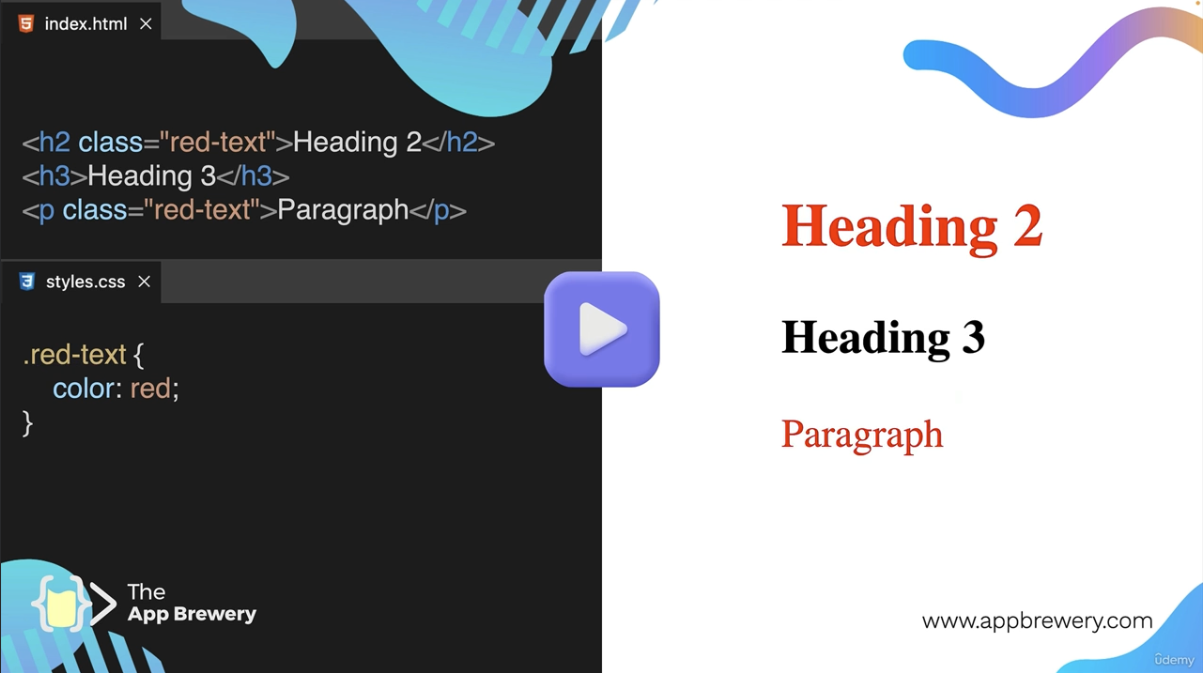 index.html
<h2 class="red-text">Heading 2</h2>
<h3>Heading 3</h3>
<p class="red-text">Paragraph</p>
styles.css
.red-text {
    color: red;
}
The
App Brewery
Heading 2
Heading 3
Paragraph
www.appbrewery.com
ûdemy